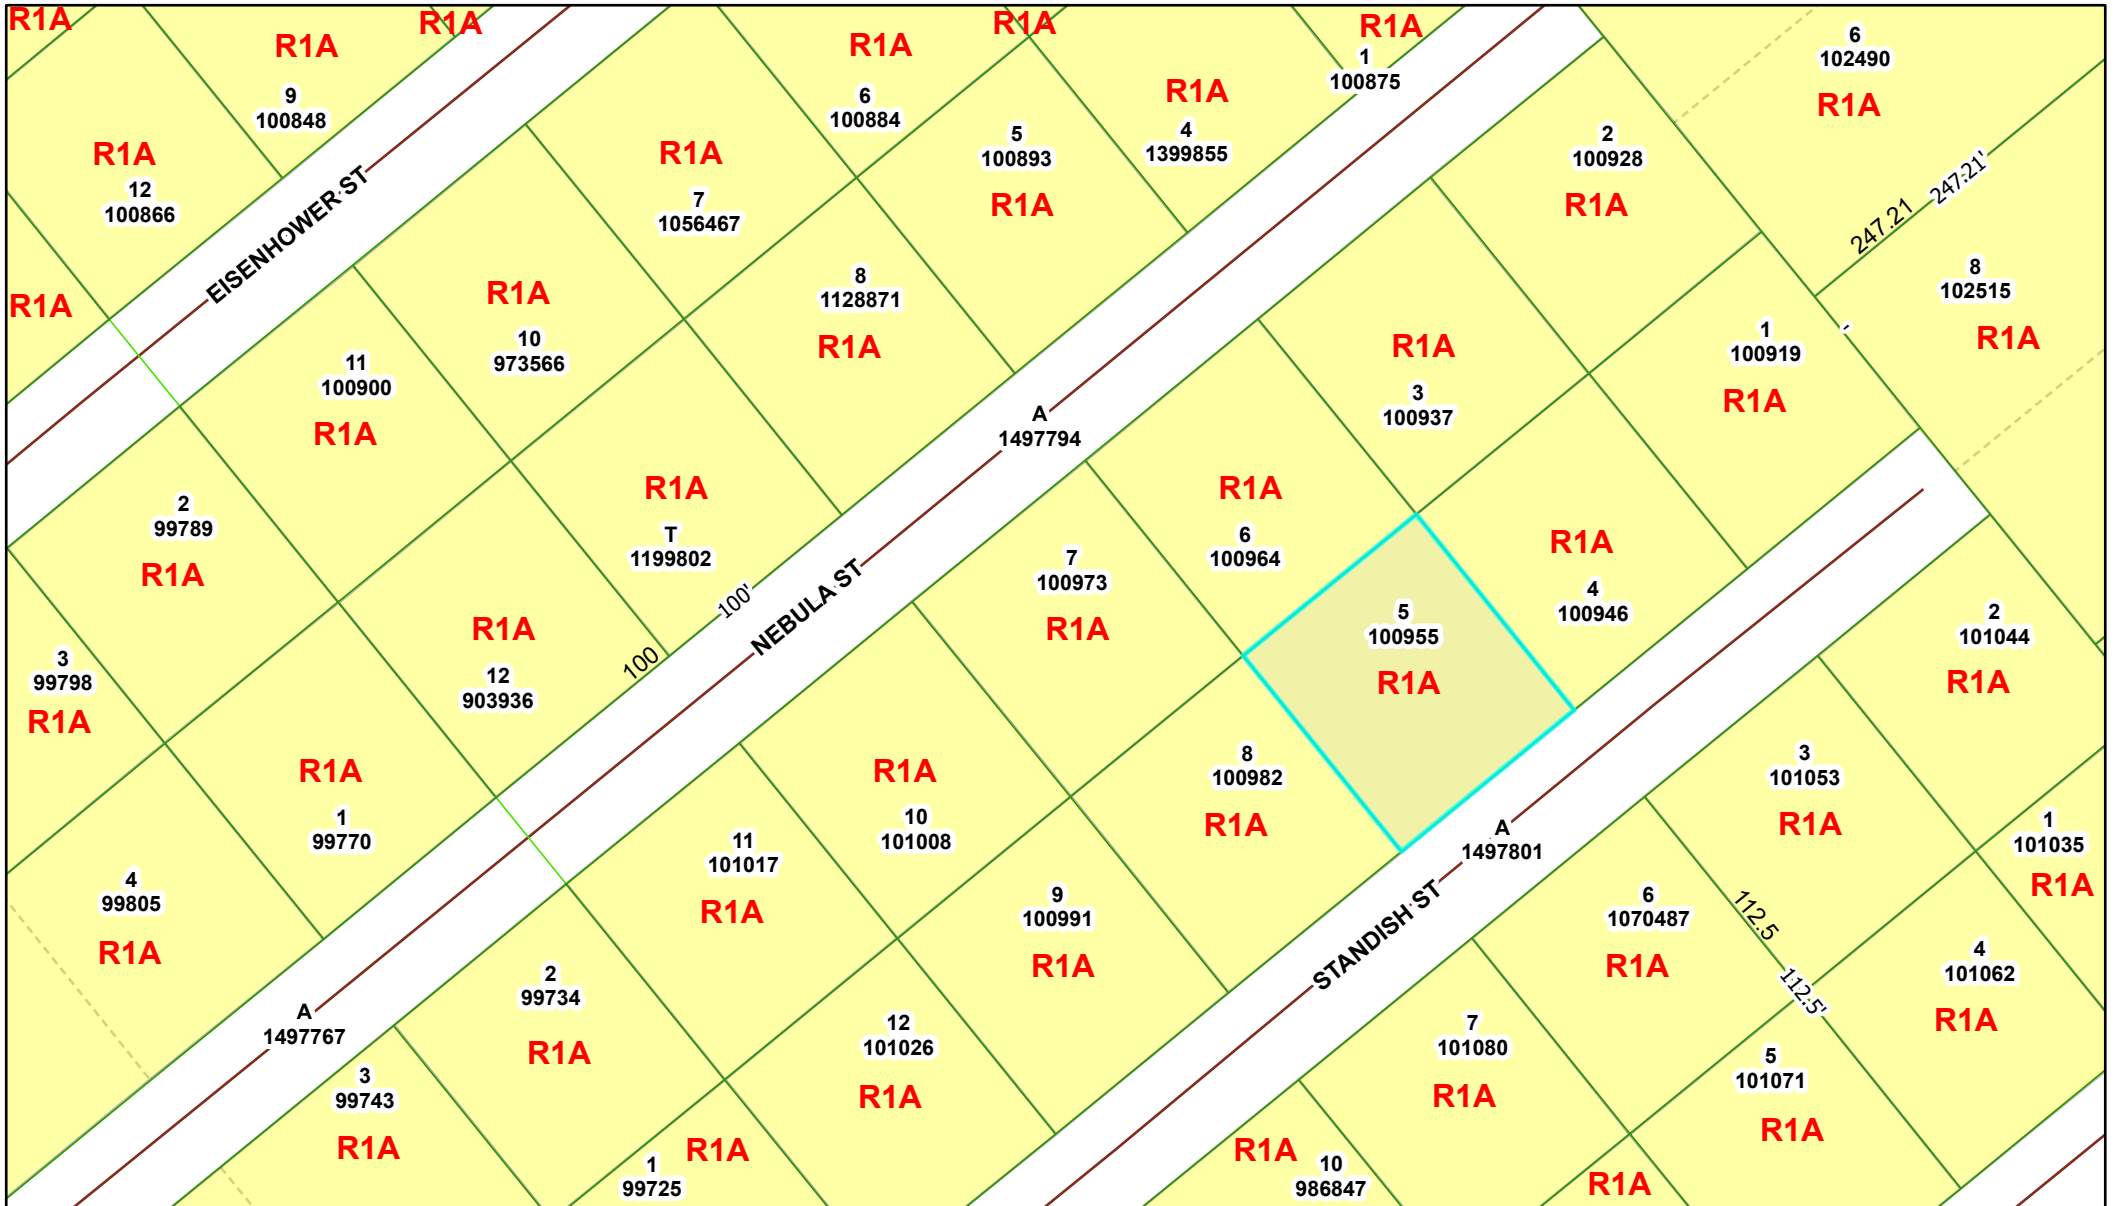 R1A
R1A
R1A
R1A
R1A
R1A
9
100848
6
100884
1
100875
6
102490
R1A
R1A
4
1399855
5
100893
R1A
2
100928
R1A
R1A
12
100866
R1A
7
1056467
EISENHOWER ST
247.21
247.21'
R1A
R1A
10
973566
8
1128871
R1A
8
102515
R1A
'
1
100919
R1A
R1A
3
100937
11
100900
R1A
A
1497794
2
99789
R1A
R1A
T
1199802
R1A
6
100964
R1A
4
100946
7
100973
R1A
5
100955
R1A
2
101044
R1A
100'
100
NEBULA ST
3
99798
R1A
R1A
12
903936
R1A
1
99770
R1A
10
101008
8
100982
R1A
3
101053
R1A
1
101035
R1A
A
1497801
STANDISH ST
11
101017
R1A
4
99805
R1A
9
100991
R1A
6
1070487
R1A
112.5
112.5'
4
101062
R1A
2
99734
R1A
A
1497767
12
101026
R1A
7
101080
R1A
5
101071
R1A
3
99743
R1A
R1A
1
99725
R1A
10
986847
R1A